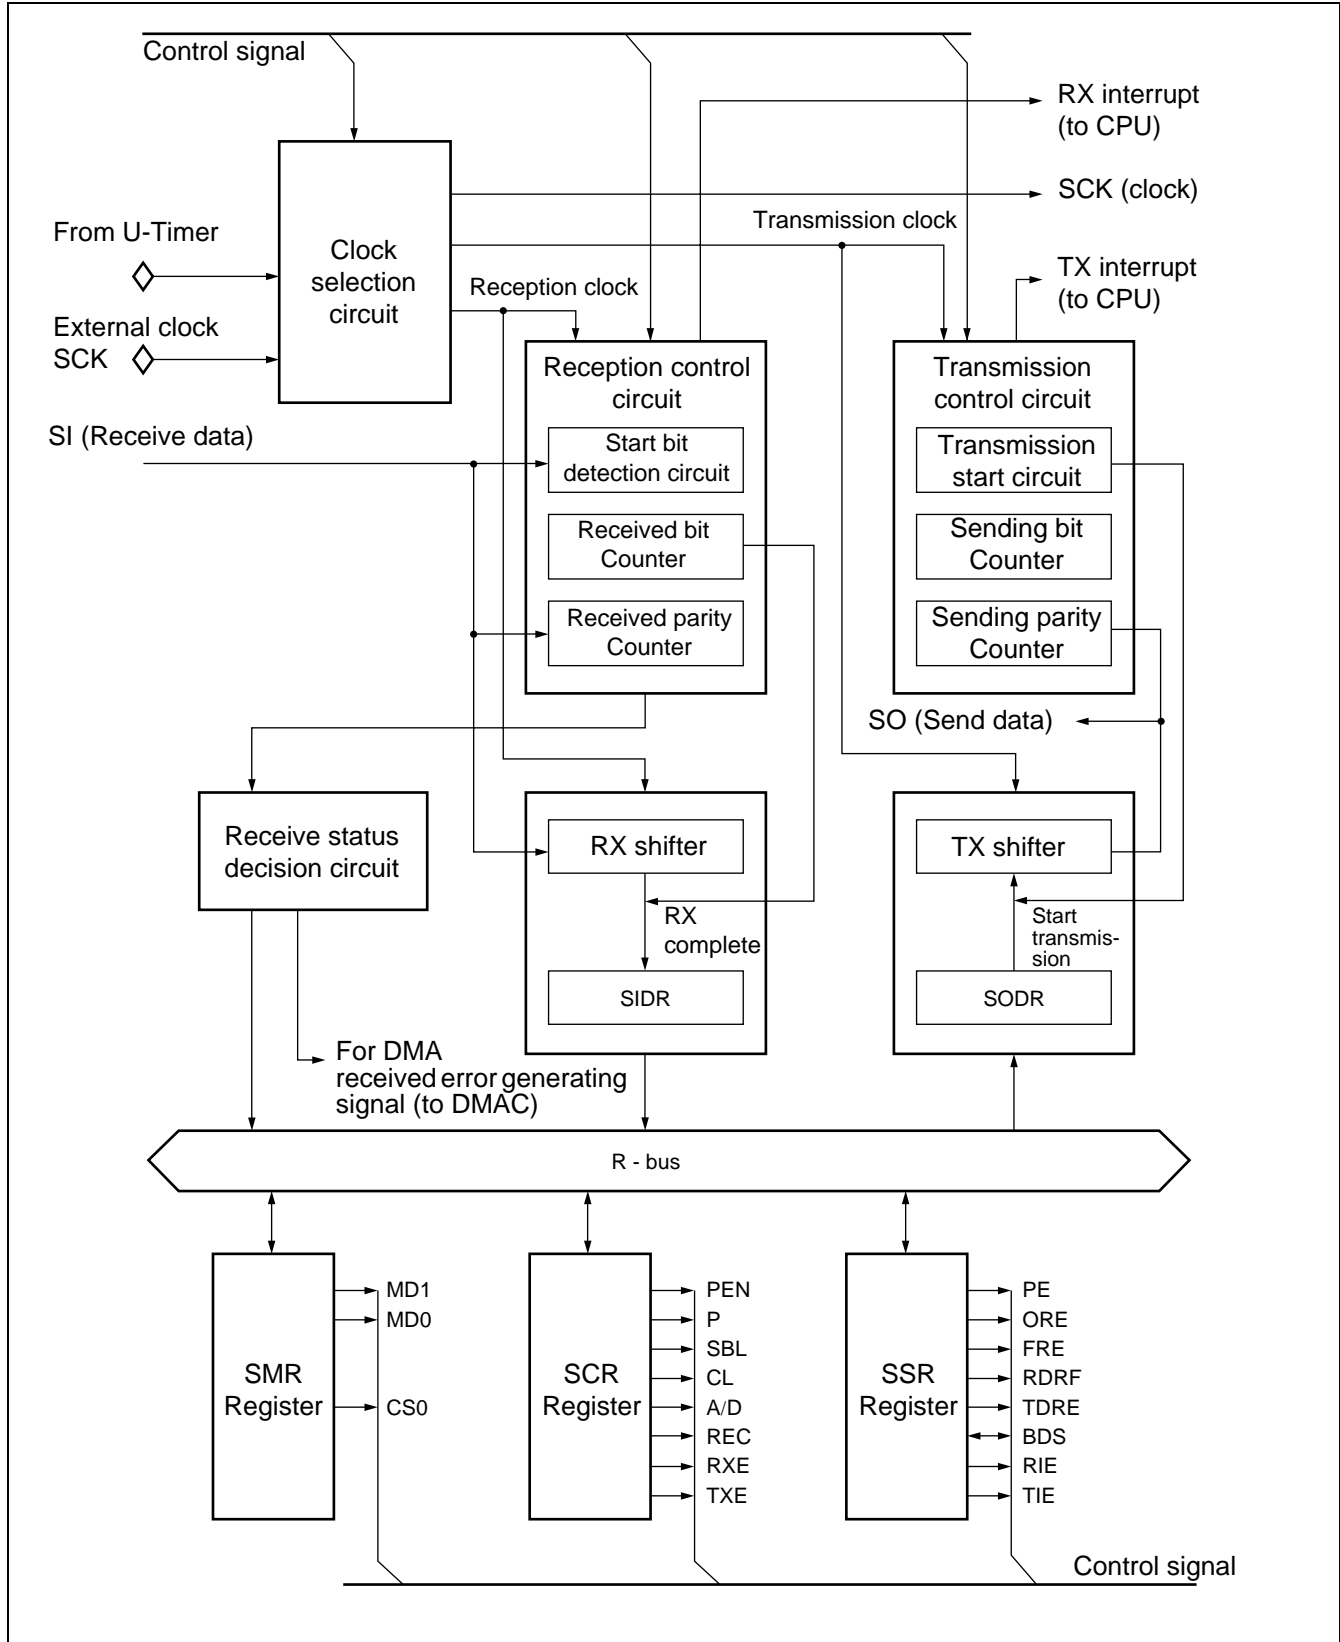 Control signal
RX interrupt
(to CPU)
SCK (clock)
From U-Timer
Transmission clock
Clock
selection
circuit
TX interrupt
(to CPU)
Reception clock
External clock
SCK
Reception control
circuit
Transmission
control circuit
SI (Receive data)
Start bit
detection circuit
Transmission
start circuit
Received bit
Counter
Sending bit
Counter
Received parity
Counter
Sending parity
Counter
SO (Send data)
Receive status
decision circuit
RX shifter
TX shifter
RX
complete
Start
transmis-
sion
SIDR
SODR
For DMA
received error generating
signal (to DMAC)
R - bus
SMR
Register
MD1
MD0
CS0
SCR
Register
PEN
P
SBL
CL
A/D
REC
RXE
TXE
SSR
Register
PE
ORE
FRE
RDRF
TDRE
BDS
RIE
TIE
Control signal